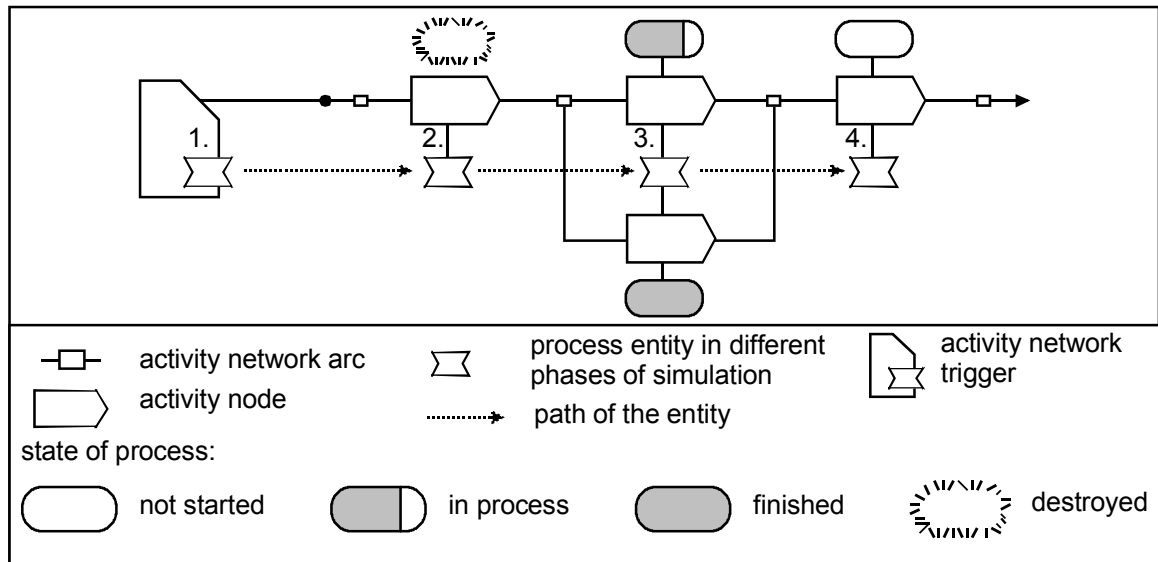 1.
2.
3.
4.
activity network arc
process entity in different
phases of simulation
activity network
trigger
activity node
path of the entity
state of process:
not started
in process
finished
destroyed